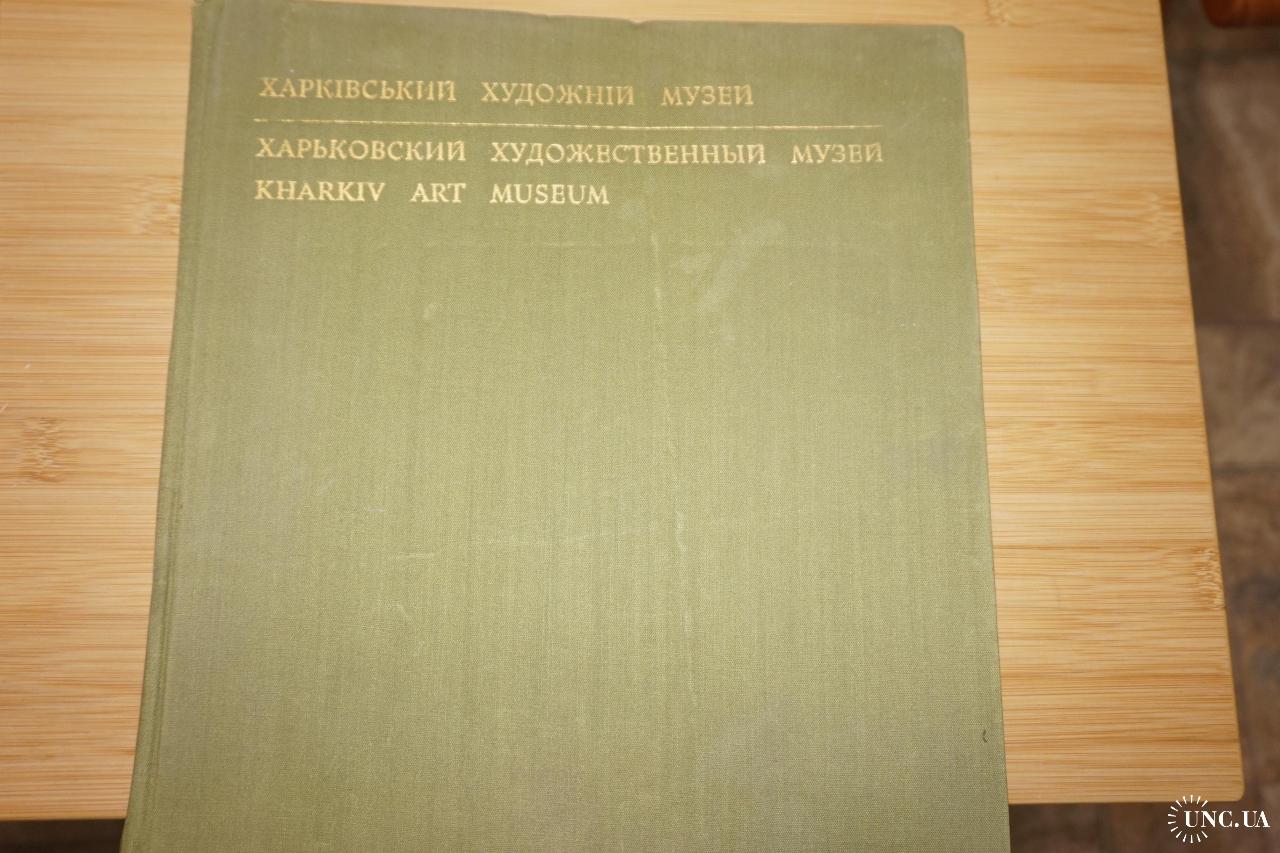 ХАРКІВСЬКИЙ ХУДОЖНІЙ МУЗЕЙ
ХАРЬКОВСКИЙ ХУДОЖЕСТВЕННЫЙ МУЗЕЙ
KHARKIV ART MUSEUM
UNC.UA